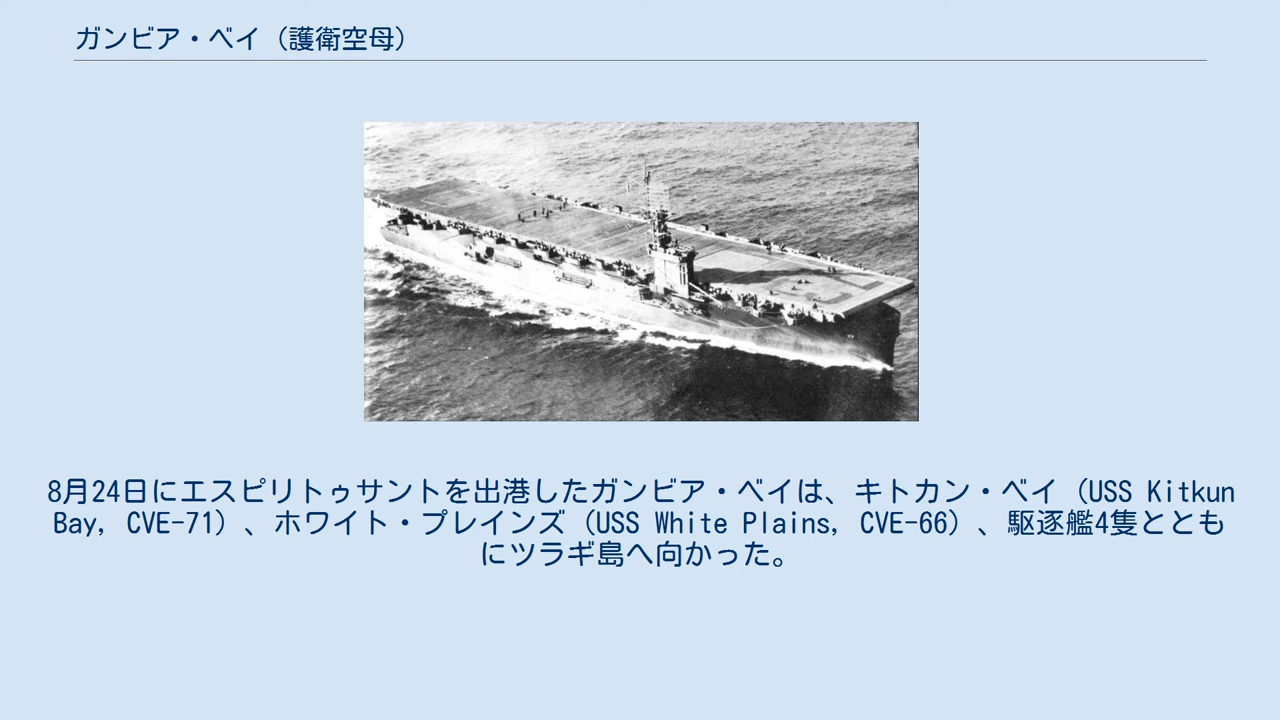 ガンビア・ベイ（護衛空母）
8月24日にエスピリトゥサントを出港したガンビア・ベイは、キトカン・ベイ（USS Kitkun
Bay, CVE-71）、ホワイト・プレインズ（USS White Plains, CVE-66）、駆逐艦4隻ととも
にツラギ島へ向かった。